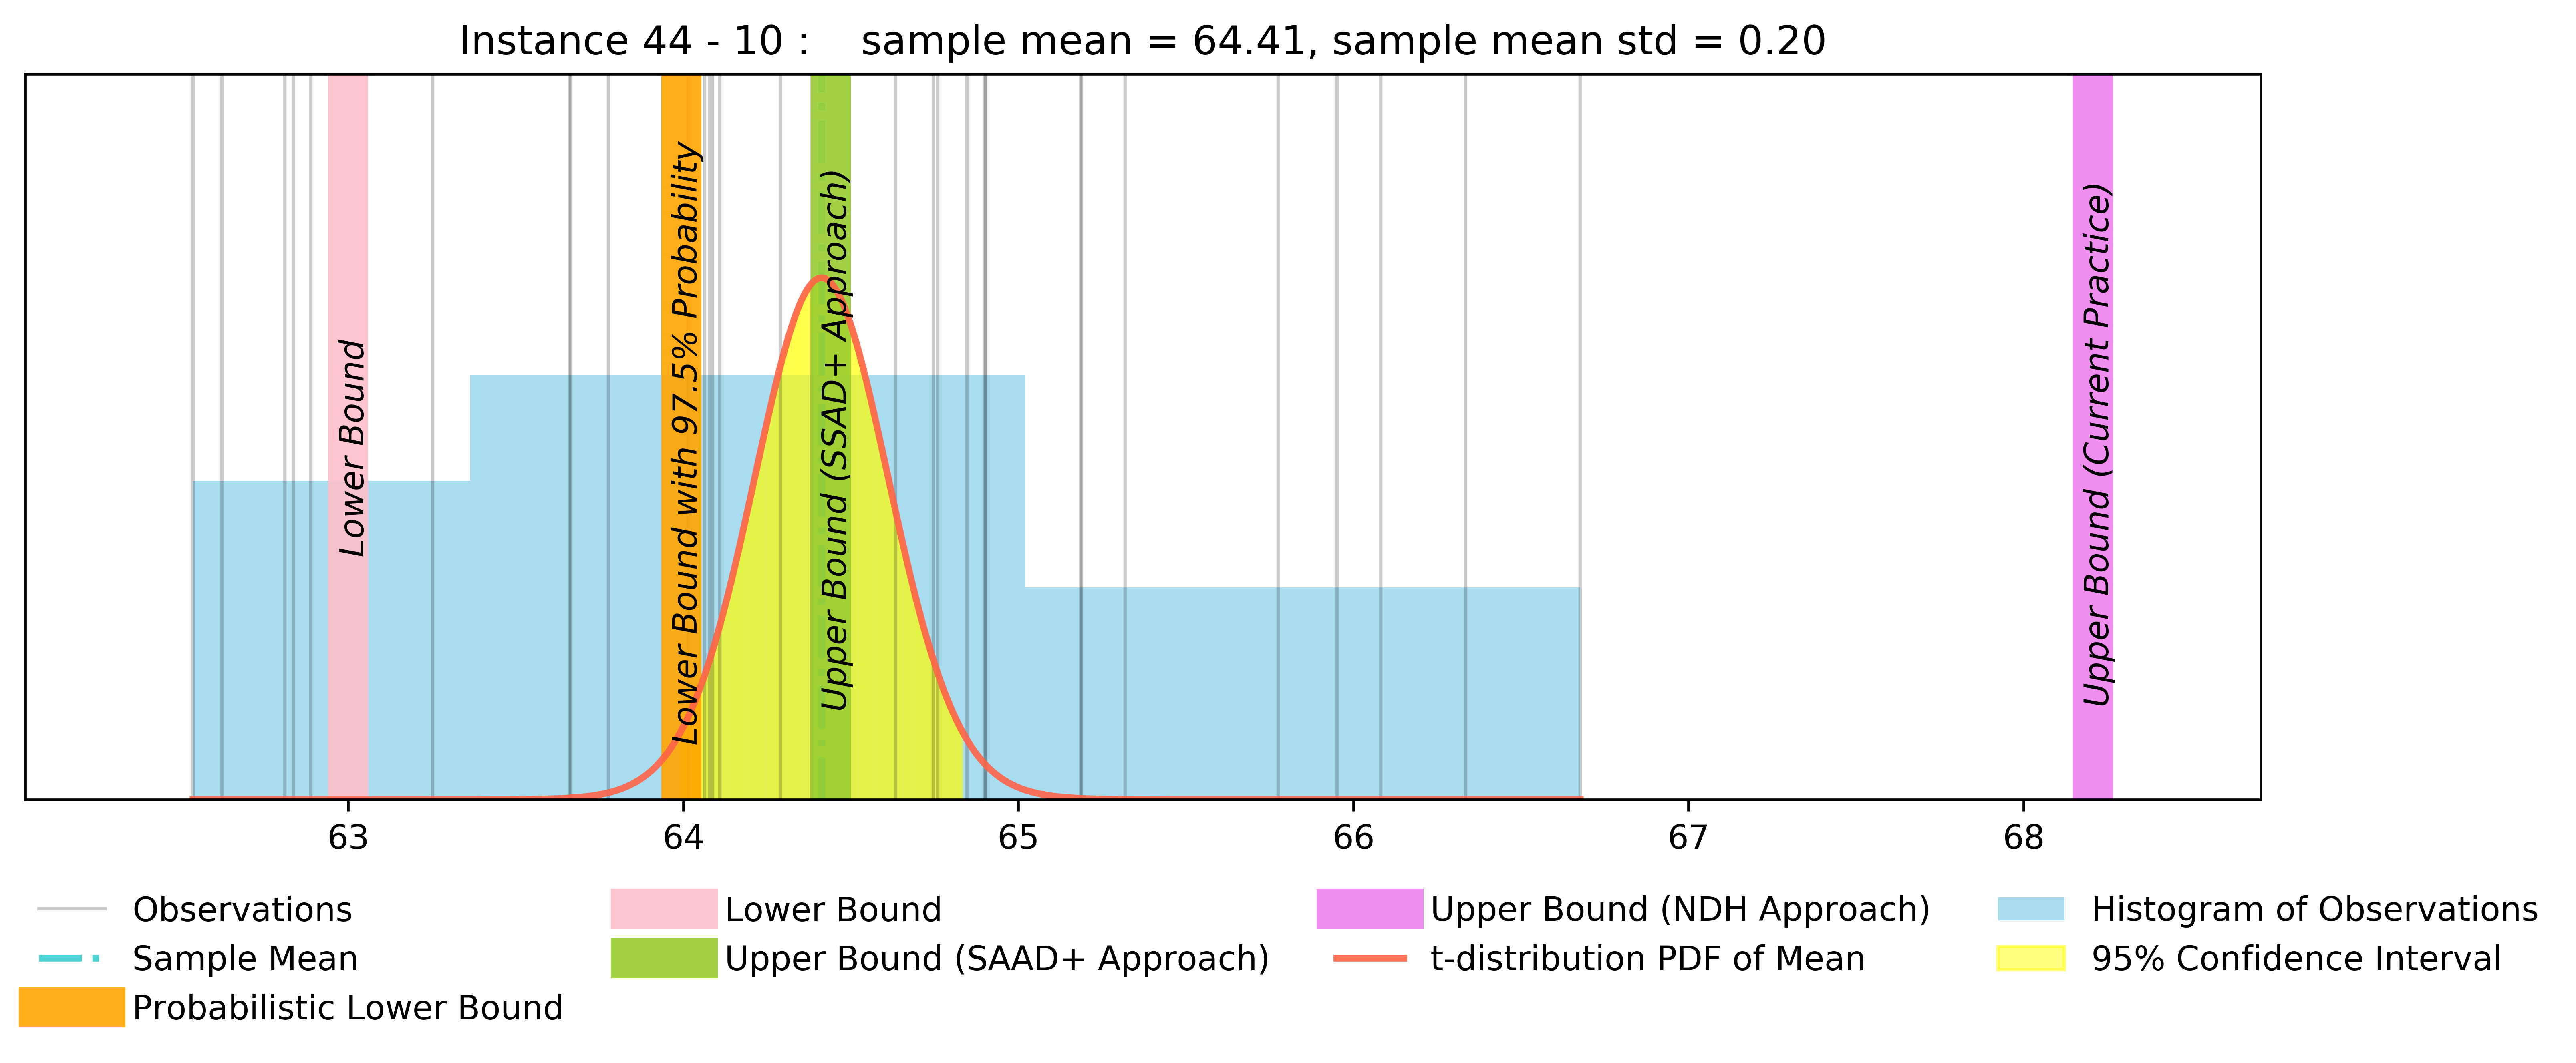 Instance 44 - 10 :    sample mean = 64.41, sample mean std = 0.20
Lower Bound
Lower Bound with 97.5% Probability
Upper Bound (SSAD+ Approach)
Upper Bound (Current Practice)
63 64 65 66 67 68
Observations
Sample Mean
Probabilistic Lower Bound
Lower Bound
Upper Bound (SAAD+ Approach)
Upper Bound (NDH Approach)
t-distribution PDF of Mean
Histogram of Observations
95% Confidence Interval